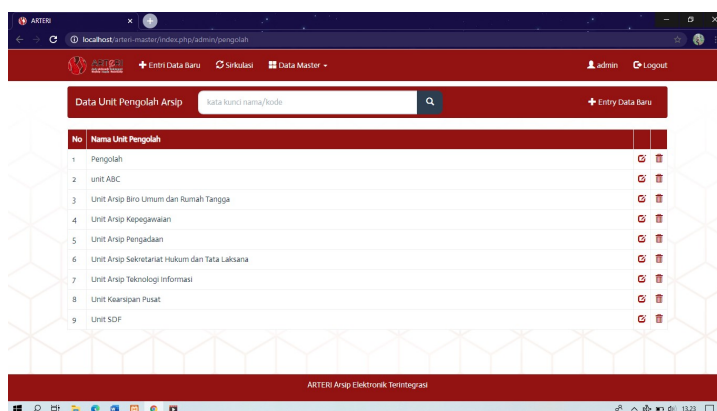 ARTERI
localhost/arteri-master/index.php/admin/pengolah
ARTERI
Entri Data Baru
Sirkulasi
Data Master
admin
Logout
Data Unit Pengolah Arsip
kata kunci nama/kode
Entry Data Baru
No Nama Unit Pengolah
1 Pengolah
2 unit ABC
3 Unit Arsip Biro Umum dan Rumah Tangga
4 Unit Arsip Kepegawaian
5 Unit Arsip Pengadaan
6 Unit Arsip Sekretariat Hukum dan Tata Laksana
7 Unit Arsip Teknologi Informasi
8 Unit Kearsipan Pusat
9 Unit SDF
ARTERI Arsip Elektronik Terintegrasi
13.23